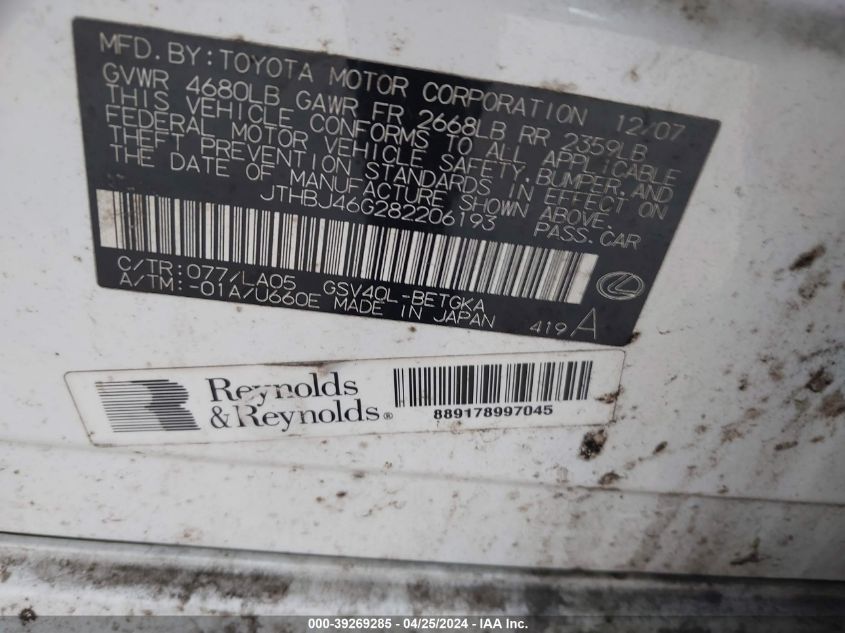 MFD. BY: TOYOTA MOTOR CORPORATION 12/07
GVWR 4680LB GAWR FR 2668LB RR 2359LB
THIS VEHICLE CONFORMS TO ALL APPLICABLE
FEDERAL MOTOR VEHICLE SAFETY, BUMPER, AND
THEFT PREVENTION STANDARDS IN EFFECT ON
THE DATE OF MANUFACTURE SHOWN ABOVE.
JTHBJ46G282206193 PASS. CAR
C/TR: 077/LA05 GSV40L-BETGKA
A/TM: -01A/U660E MADE IN JAPAN 419 A
Reynolds
& Reynolds®
889178997045
000-39269285 - 04/25/2024 - Copyright © 2024 IAA, Inc.